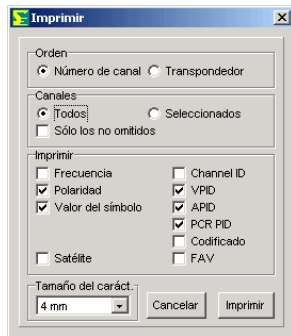 Imprimir
Orden
Número de canal Transpondedor
Canales
Todos Seleccionados
Sólo los no omitidos
Imprimir
Frecuencia Channel ID
Polaridad VPID
Valor del símbolo APID
PCR PID
Codificado
Satélite FAV
Tamaño del caráct.
4 mm Cancelar Imprimir